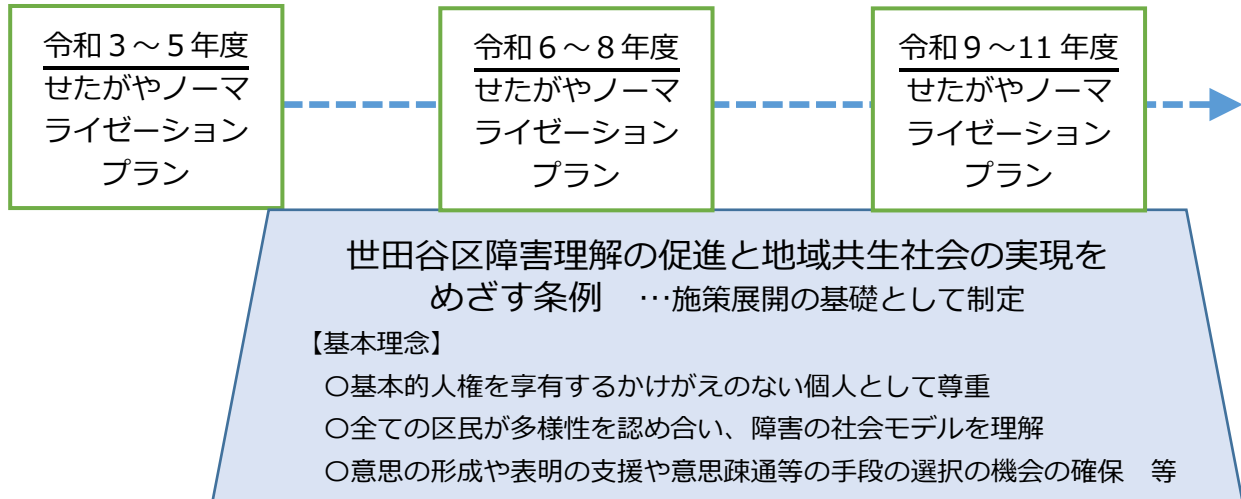 令和3～5年度
せたがやノーマ
ライゼーション
プラン
令和6～8年度
せたがやノーマ
ライゼーション
プラン
令和9～11年度
せたがやノーマ
ライゼーション
プラン
世田谷区障害理解の促進と地域共生社会の実現を
めざす条例　…施策展開の基礎として制定
【基本理念】
〇基本的人権を享有するかけがえのない個人として尊重
〇全ての区民が多様性を認め合い、障害の社会モデルを理解
〇意思の形成や表明の支援や意思疎通等の手段の選択の機会の確保　等